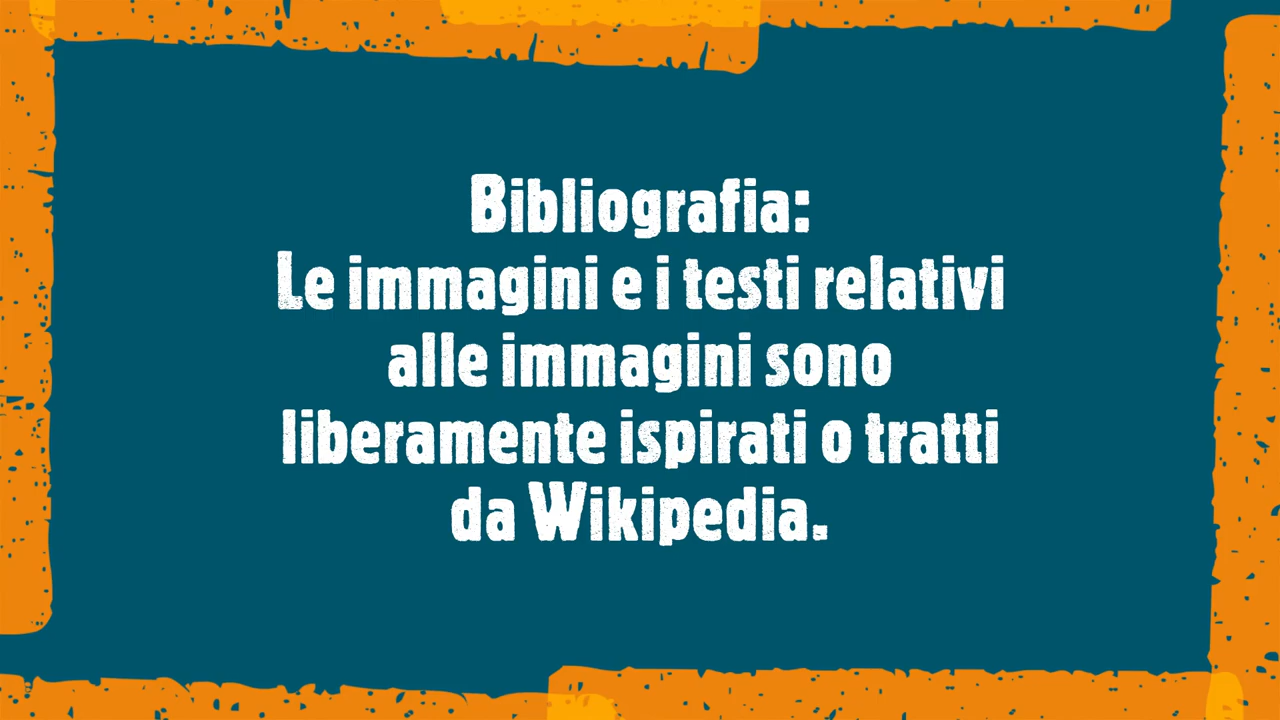 Bibliografia:
Le immagini e i testi relativi
alle immagini sono
liberamente ispirati o tratti
da Wikipedia.